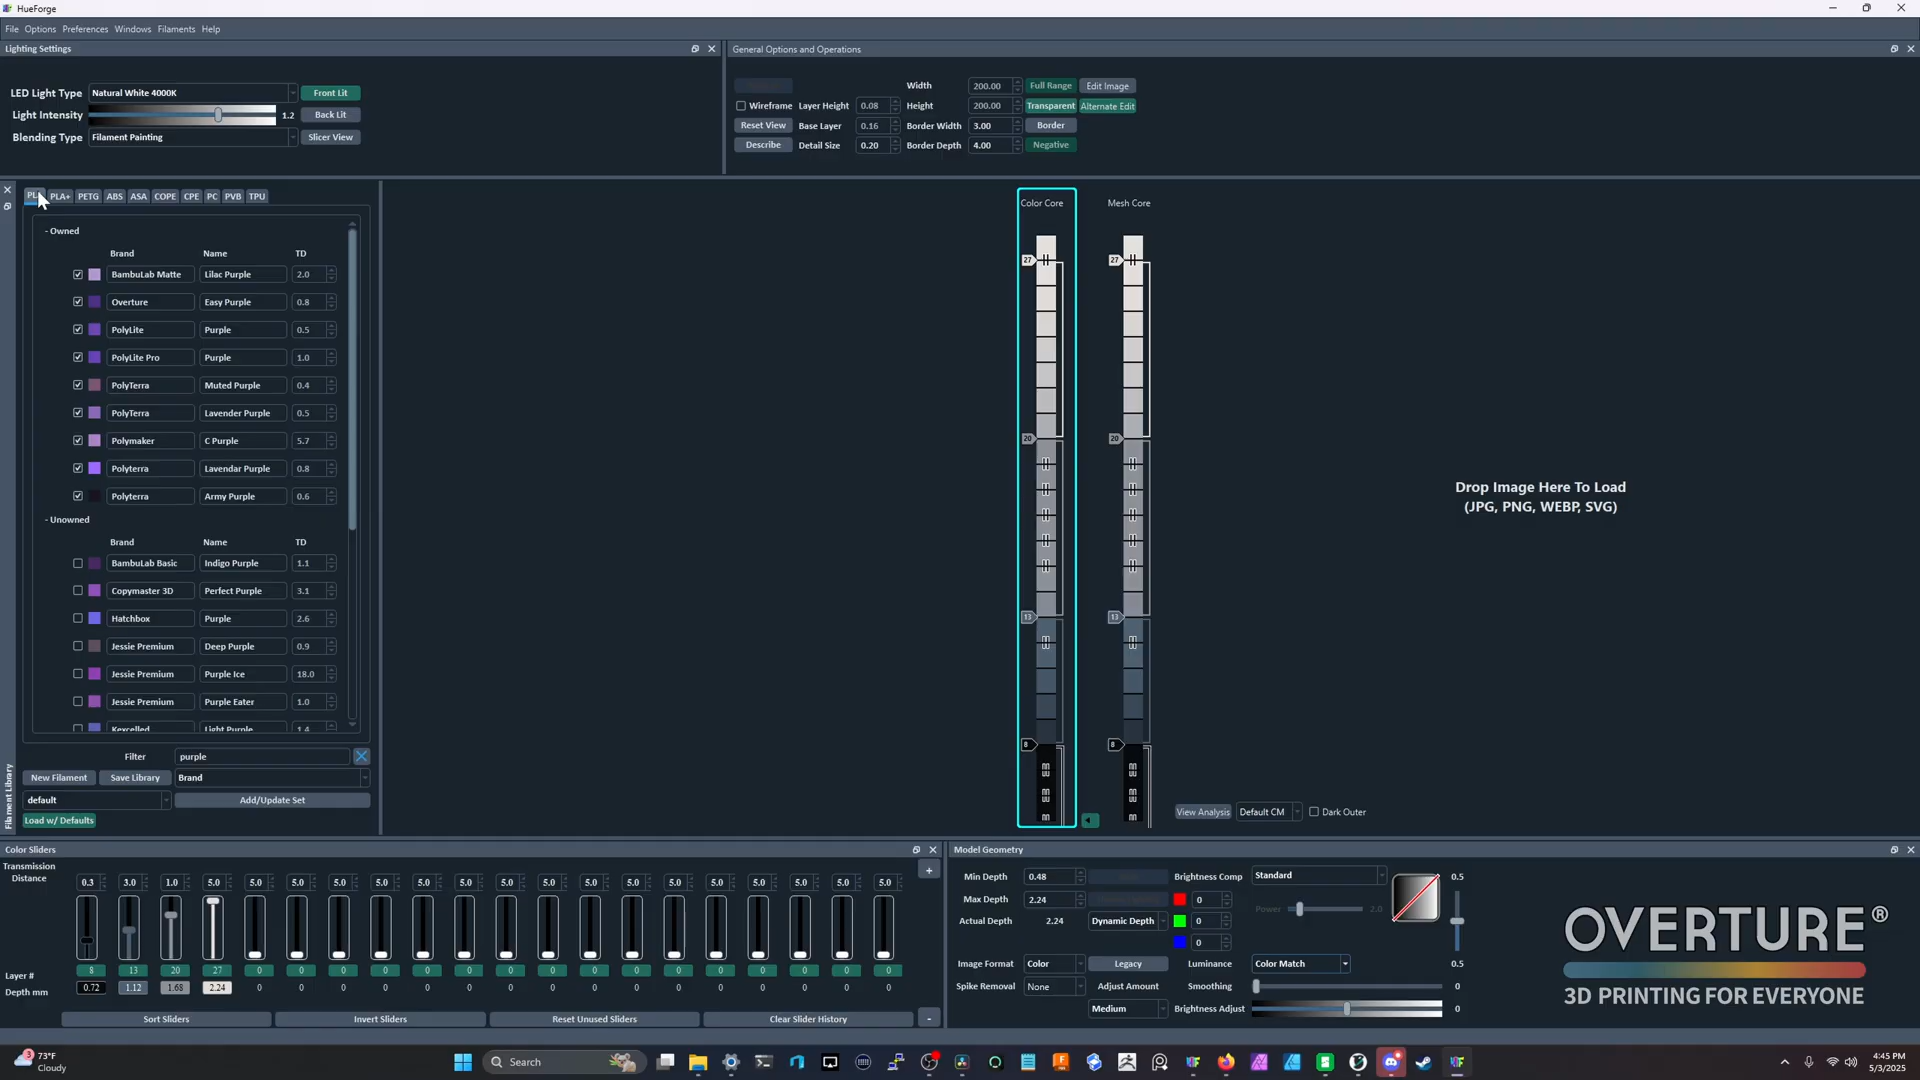 HueForge
File Options Preferences Windows Filaments Help
Lighting Settings
General Options and Operations
LED Light Type Natural White 4000K Front Lit
Light Intensity 1.2 Back Lit
Blending Type Filament Painting Slicer View
Width 200.00 Full Range Edit Image
Wireframe Layer Height 0.08 Height 200.00 Transparent Alternate Edit
Reset View Base Layer 0.16 Border Width 3.00 Border
Describe Detail Size 0.20 Border Depth 4.00 Negative
PLA+ PETG ABS ASA COPE CPE PC PVB TPU
- Owned
Brand Name TD
BambuLab Matte Lilac Purple 2.0
Overture Easy Purple 0.8
PolyLite Purple 0.5
PolyLite Pro Purple 1.0
PolyTerra Muted Purple 0.4
PolyTerra Lavender Purple 0.5
Polymaker C Purple 5.7
Polyterra Lavendar Purple 0.8
Polyterra Army Purple 0.6
- Unowned
Brand Name TD
BambuLab Basic Indigo Purple 1.1
Copymaster 3D Perfect Purple 3.1
Hatchbox Purple 2.6
Jessie Premium Deep Purple 0.9
Jessie Premium Purple Ice 18.0
Jessie Premium Purple Eater 1.0
Kexcelled Light Purple 1.4
Filter purple
New Filament Save Library Brand
default Add/Update Set
Load w/ Defaults
Filament Library
Color Core Mesh Core
27 27
20 20
13 13
8 8
Drop Image Here To Load
(JPG, PNG, WEBP, SVG)
View Analysis Default CM Dark Outer
Color Sliders
Transmission
Distance
0.3 3.0 1.0 5.0 5.0 5.0 5.0 5.0 5.0 5.0 5.0 5.0 5.0 5.0 5.0 5.0 5.0 5.0 5.0 5.0
+
Layer # 8 13 20 27 0 0 0 0 0 0 0 0 0 0 0 0 0 0 0 0
Depth mm 0.72 1.12 1.68 2.24 0 0 0 0 0 0 0 0 0 0 0 0 0 0 0 0
Sort Sliders Invert Sliders Reset Unused Sliders Clear Slider History -
Model Geometry
Min Depth 0.48 Brightness Comp Standard 0.5
Max Depth 2.24 0 Power 2.0
Actual Depth 2.24 Dynamic Depth 0
0
Image Format Color Legacy Luminance Color Match 0.5
Spike Removal None Adjust Amount Smoothing 0
Medium Brightness Adjust 0
OVERTURE®
3D PRINTING FOR EVERYONE
3 73°F
Cloudy
Search
4:45 PM
5/3/2025